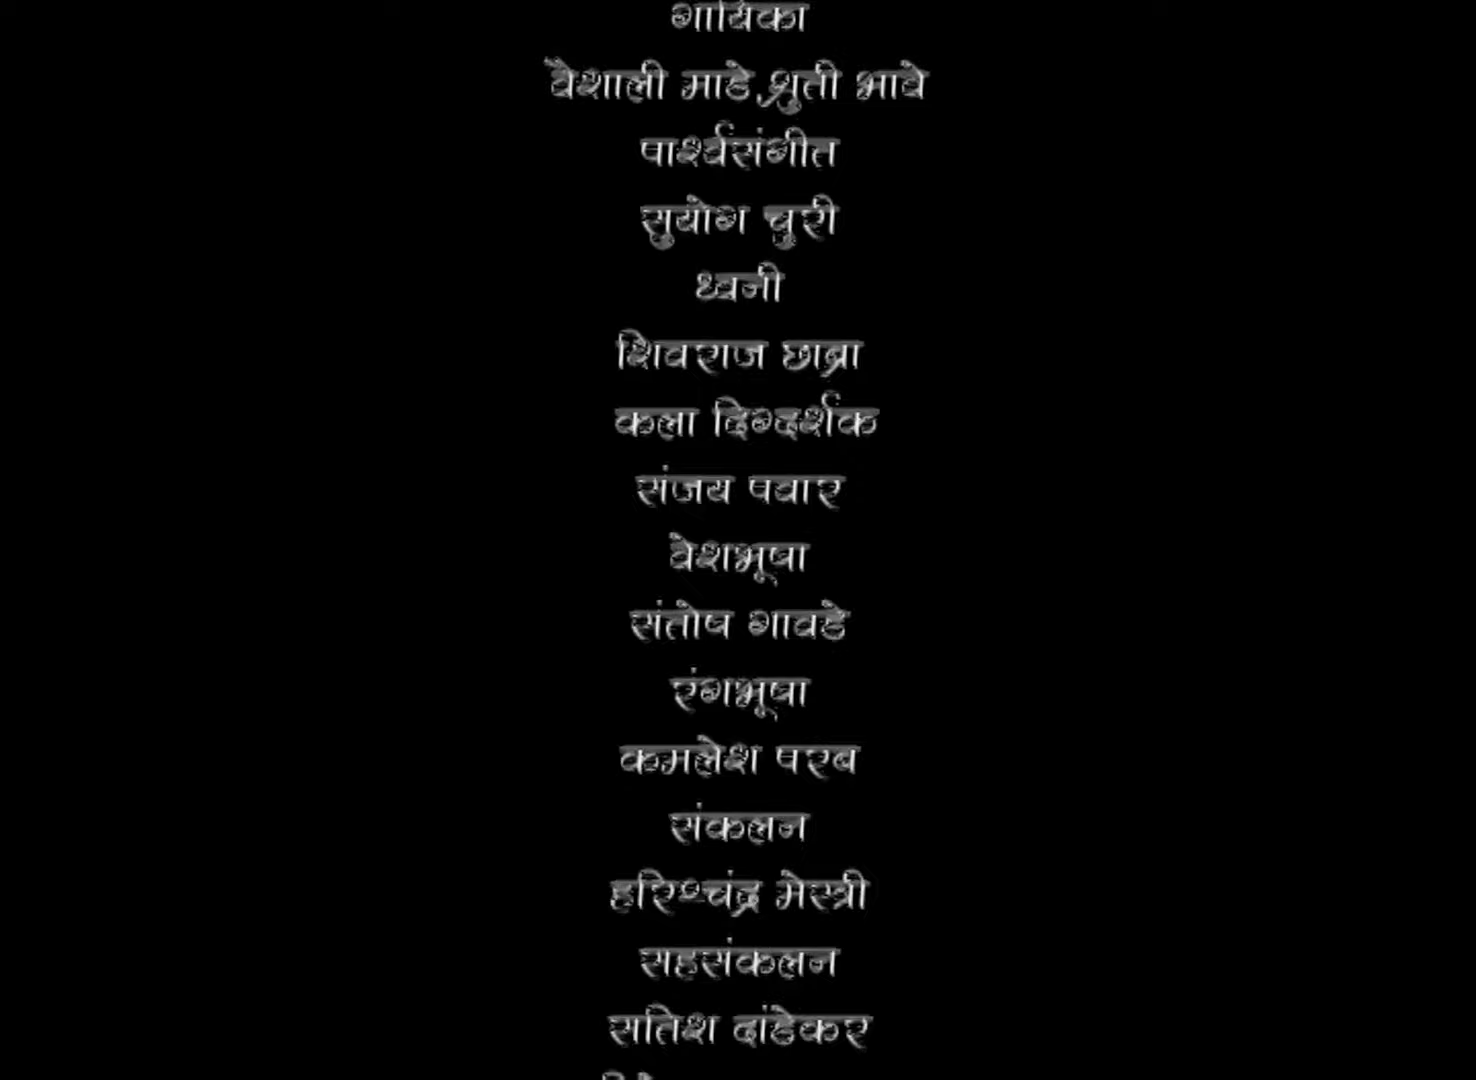 गायिका
वैशाली माडे,श्रुती भावे
पार्श्वसंगीत
सुयोग चुरी
ध्वनी
शिवराज छाब्रा
कला दिग्दर्शक
संजय पवार
वेशभूषा
संतोष गावडे
रंगभूषा
कमलेश परब
संकलन
हरिश्चंद्र मेस्त्री
सहसंकलन
सतिश दांडेकर